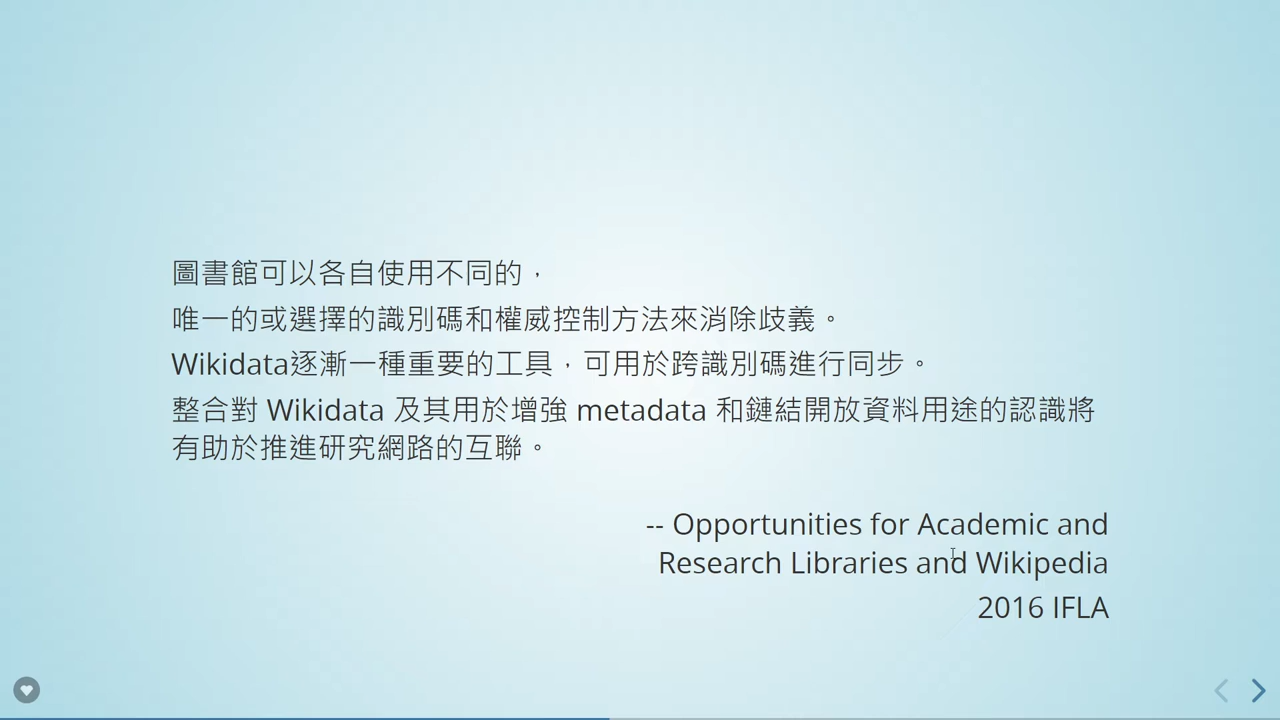 圖書館可以各自使用不同的，
唯一的或選擇的識別碼和權威控制方法來消除歧義。
Wikidata逐漸一種重要的工具，可用於跨識別碼進行同步。
整合對 Wikidata 及其用於增強 metadata 和鏈結開放資料用途的認識將
有助於推進研究網路的互聯。
-- Opportunities for Academic and
Research Libraries and Wikipedia
2016 IFLA